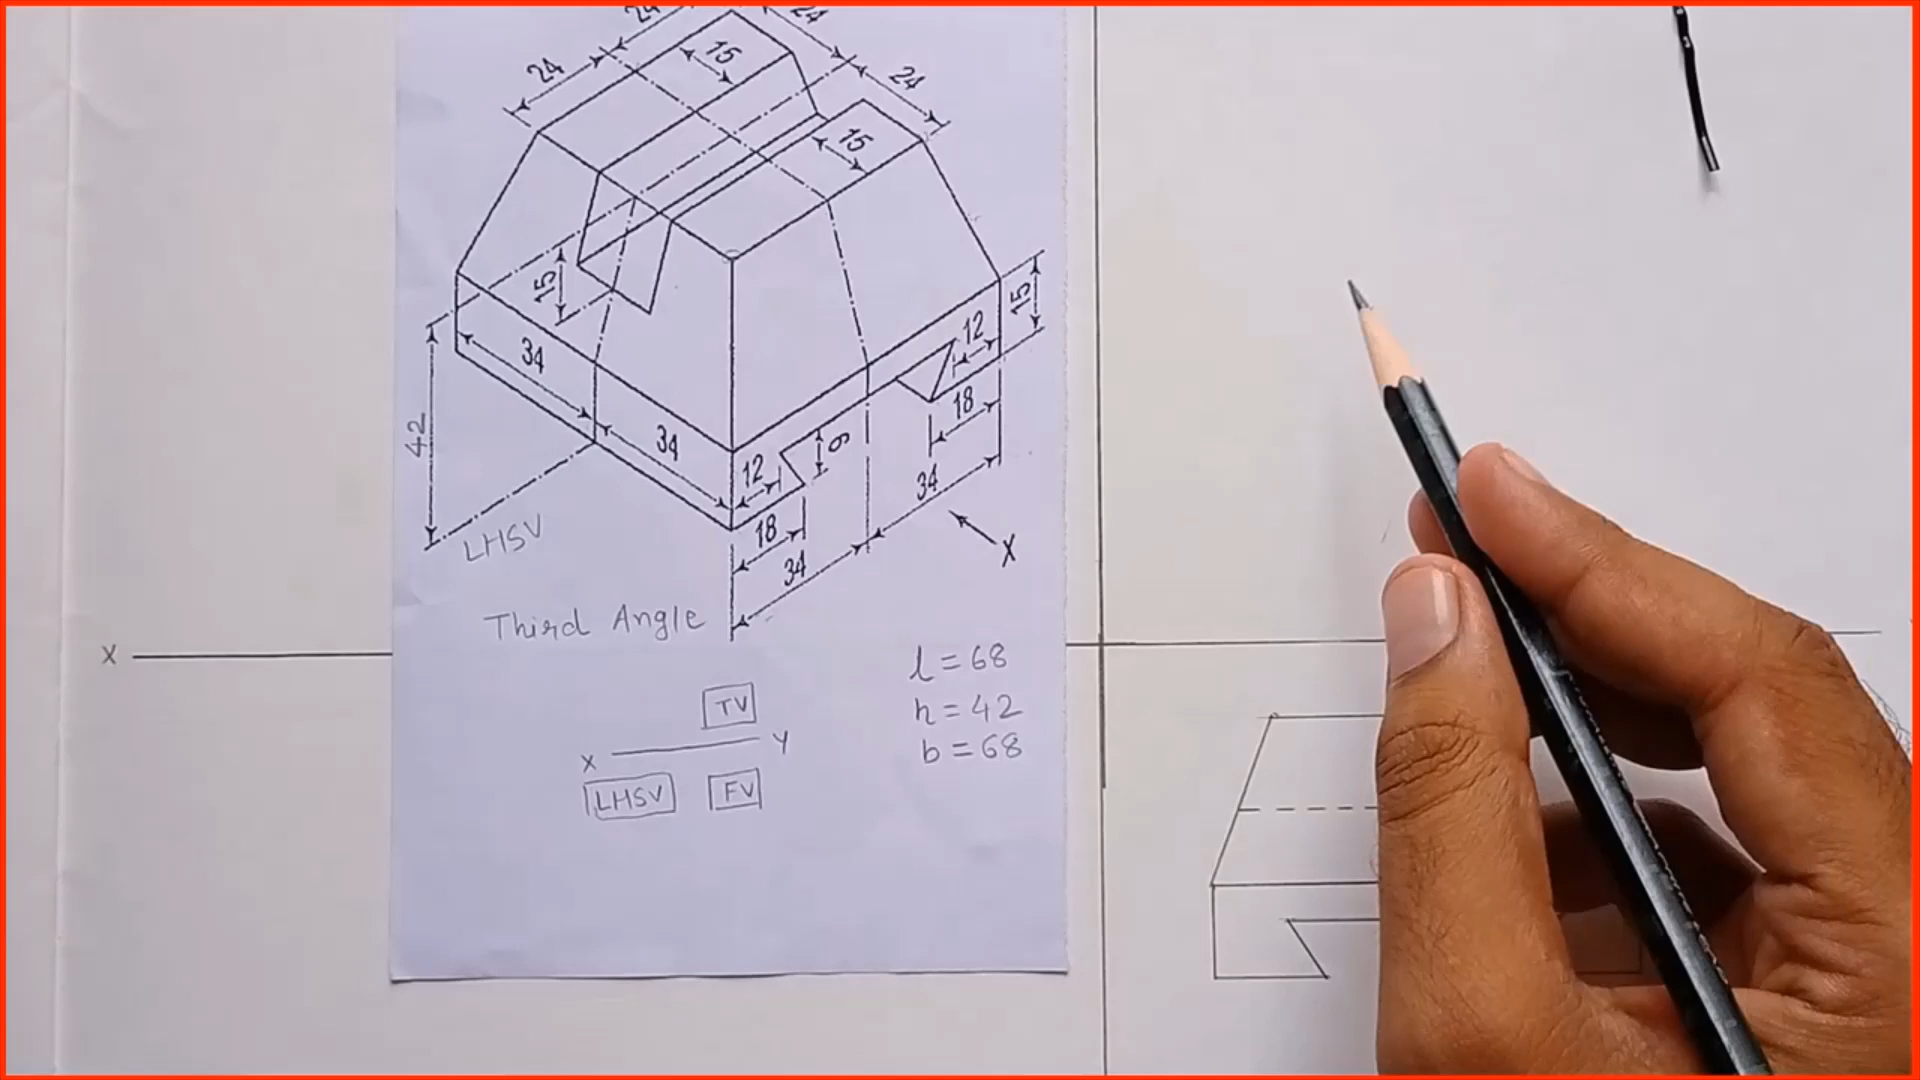 24
24
15
24
24
15
15
15
12
34
18
42
34
9
12
34
18
LHSV
X
34
Third Angle
X
l = 68
TV
h = 42
X Y
b = 68
LHSV FV